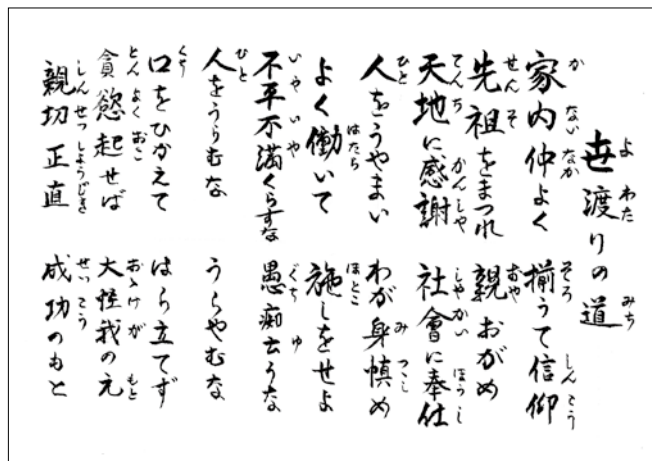 世渡りの道
家内仲よく 揃うて信仰
先祖をまつれ 親おがめ
天地に感謝 社會に奉仕
人をうやまい わが身慎め
よく働いて 施しをせよ
不平不満くらすな 愚痴云うな
人をうらむな うらやむな
口をひかえて はら立てず
貪慾起せば 大怪我の元
親切正直 成功のもと